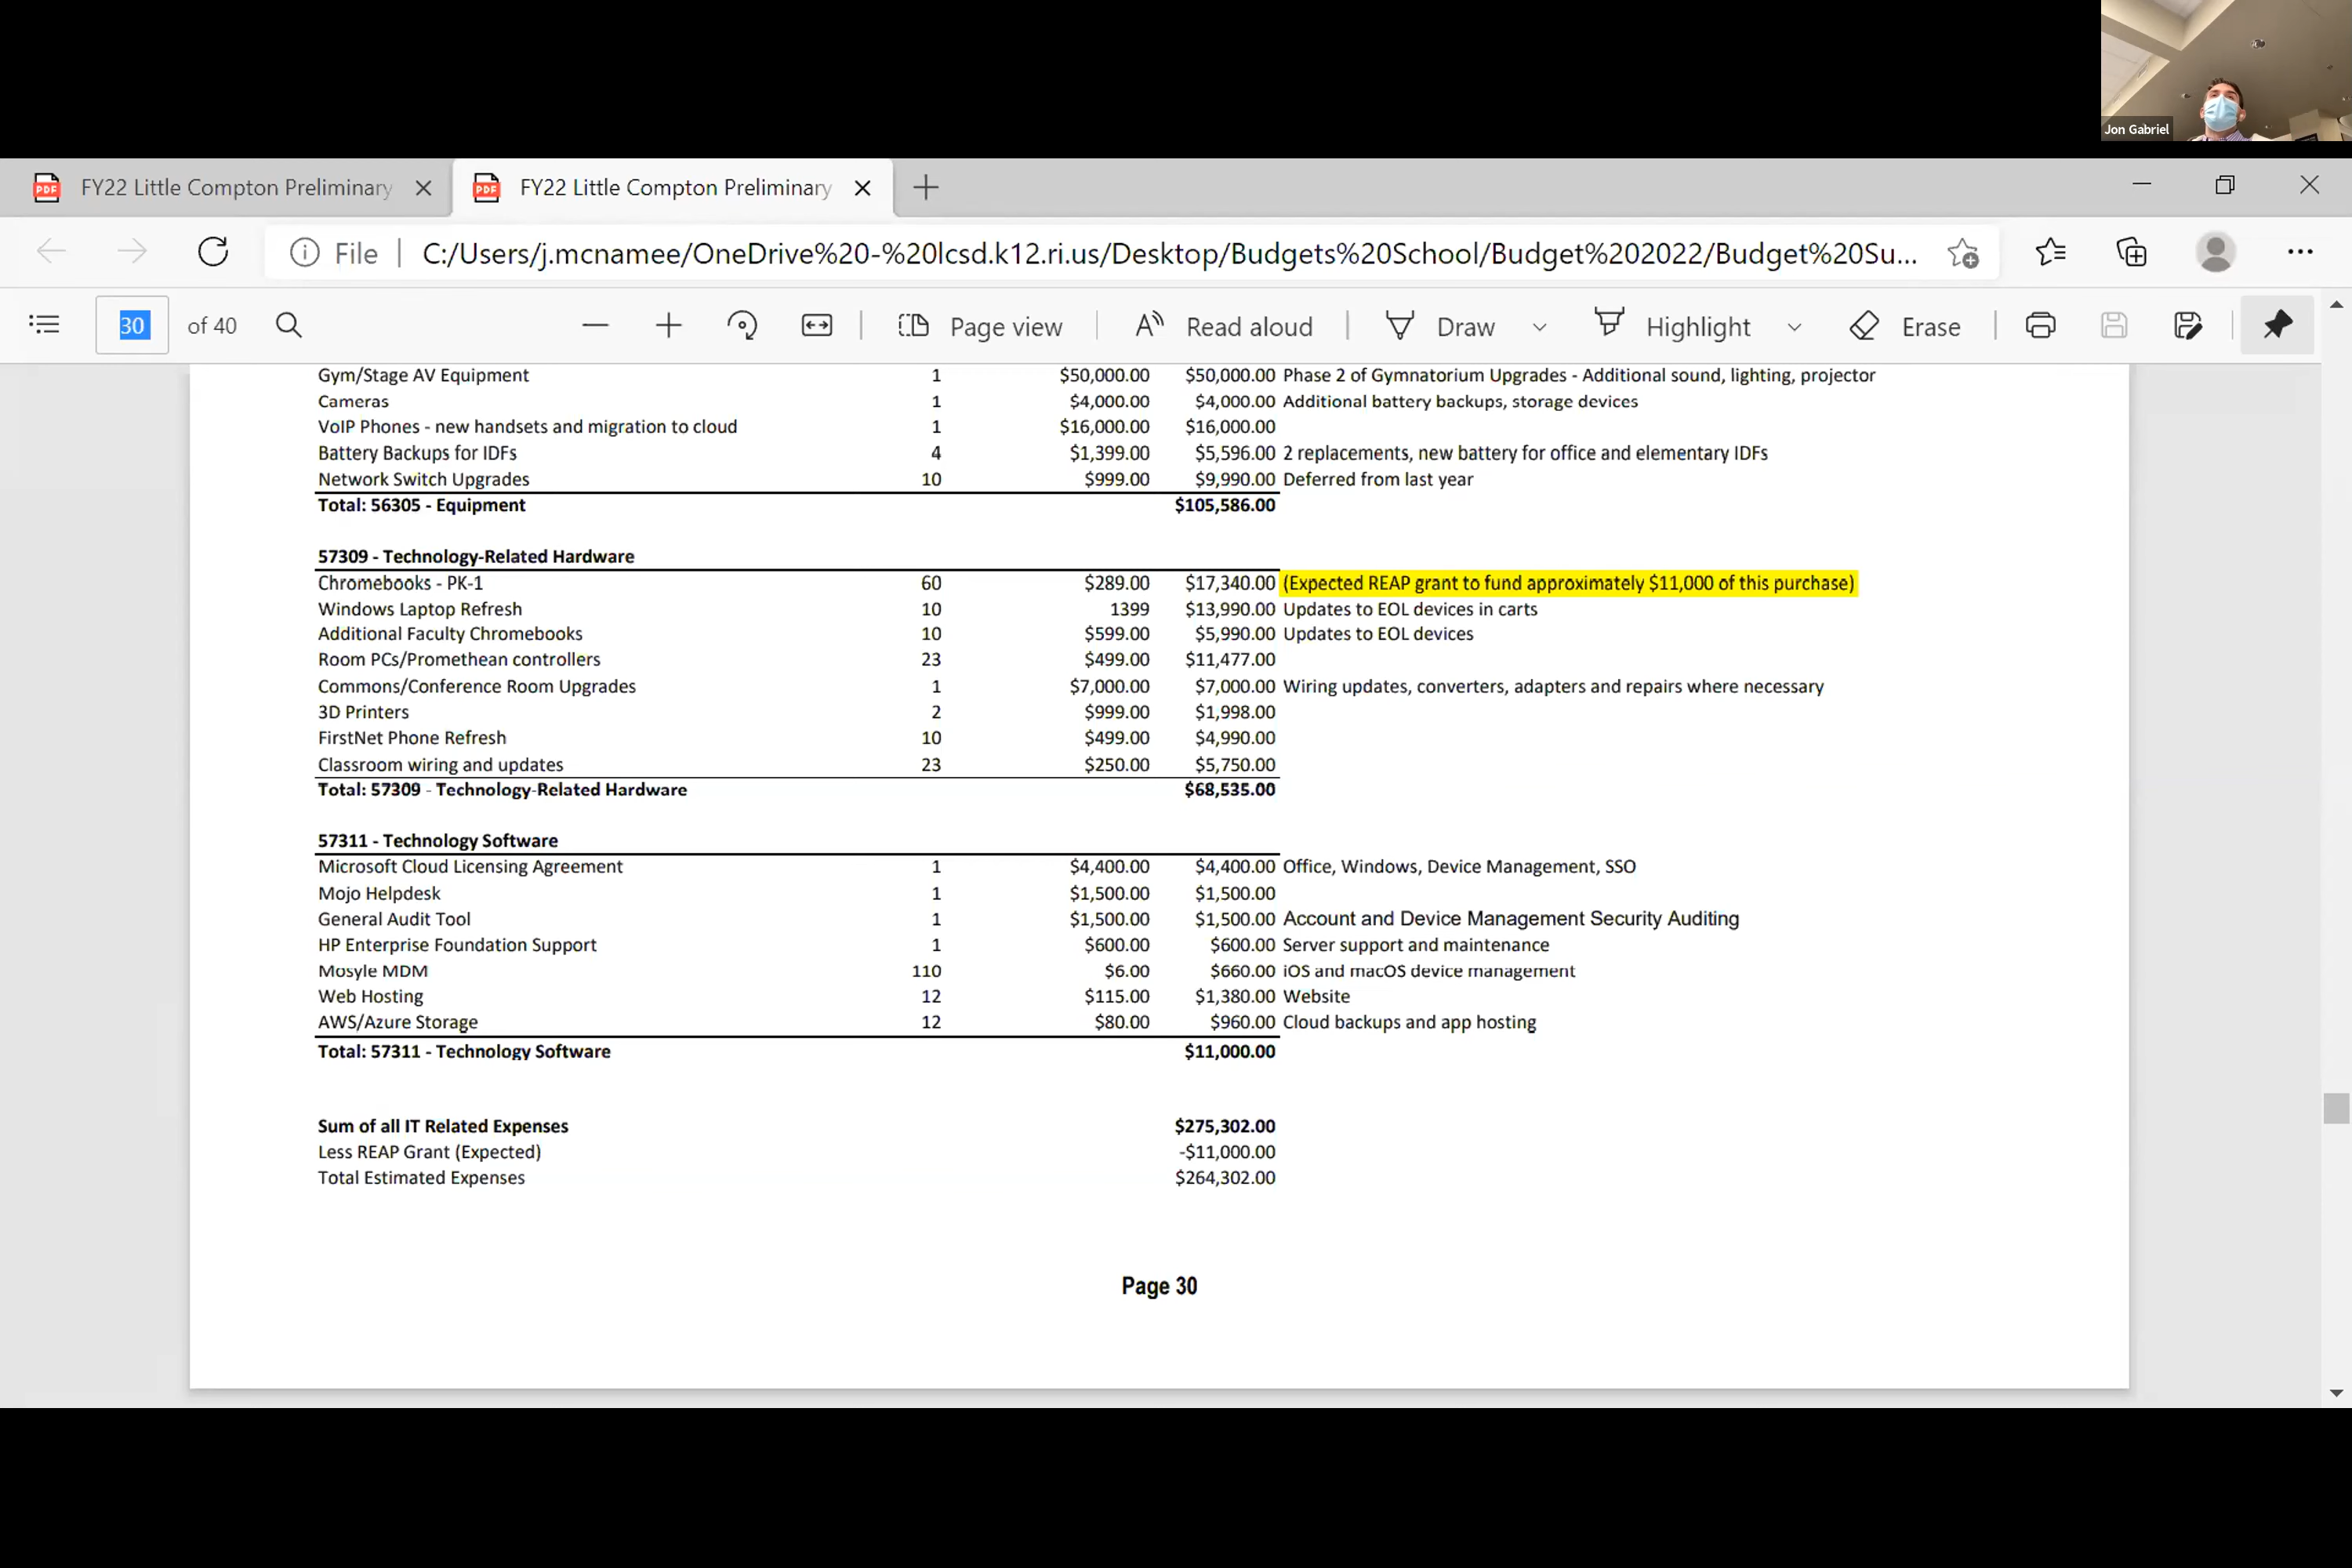 Jon Gabriel
PDF FY22 Little Compton Preliminary PDF FY22 Little Compton Preliminary
File C:/Users/j.mcnamee/OneDrive%20-%20lcsd.k12.ri.us/Desktop/Budgets%20School/Budget%202022/Budget%20Su...
30 of 40 Page view Read aloud Draw Highlight Erase
Gym/Stage AV Equipment 1 $50,000.00 $50,000.00 Phase 2 of Gymnatorium Upgrades - Additional sound, lighting, projector
Cameras 1 $4,000.00 $4,000.00 Additional battery backups, storage devices
VoIP Phones - new handsets and migration to cloud 1 $16,000.00 $16,000.00
Battery Backups for IDFs 4 $1,399.00 $5,596.00 2 replacements, new battery for office and elementary IDFs
Network Switch Upgrades 10 $999.00 $9,990.00 Deferred from last year
Total: 56305 - Equipment $105,586.00
57309 - Technology-Related Hardware
Chromebooks - PK-1 60 $289.00 $17,340.00 (Expected REAP grant to fund approximately $11,000 of this purchase)
Windows Laptop Refresh 10 1399 $13,990.00 Updates to EOL devices in carts
Additional Faculty Chromebooks 10 $599.00 $5,990.00 Updates to EOL devices
Room PCs/Promethean controllers 23 $499.00 $11,477.00
Commons/Conference Room Upgrades 1 $7,000.00 $7,000.00 Wiring updates, converters, adapters and repairs where necessary
3D Printers 2 $999.00 $1,998.00
FirstNet Phone Refresh 10 $499.00 $4,990.00
Classroom wiring and updates 23 $250.00 $5,750.00
Total: 57309 - Technology-Related Hardware $68,535.00
57311 - Technology Software
Microsoft Cloud Licensing Agreement 1 $4,400.00 $4,400.00 Office, Windows, Device Management, SSO
Mojo Helpdesk 1 $1,500.00 $1,500.00
General Audit Tool 1 $1,500.00 $1,500.00 Account and Device Management Security Auditing
HP Enterprise Foundation Support 1 $600.00 $600.00 Server support and maintenance
Mosyle MDM 110 $6.00 $660.00 iOS and macOS device management
Web Hosting 12 $115.00 $1,380.00 Website
AWS/Azure Storage 12 $80.00 $960.00 Cloud backups and app hosting
Total: 57311 - Technology Software $11,000.00
Sum of all IT Related Expenses $275,302.00
Less REAP Grant (Expected) -$11,000.00
Total Estimated Expenses $264,302.00
Page 30